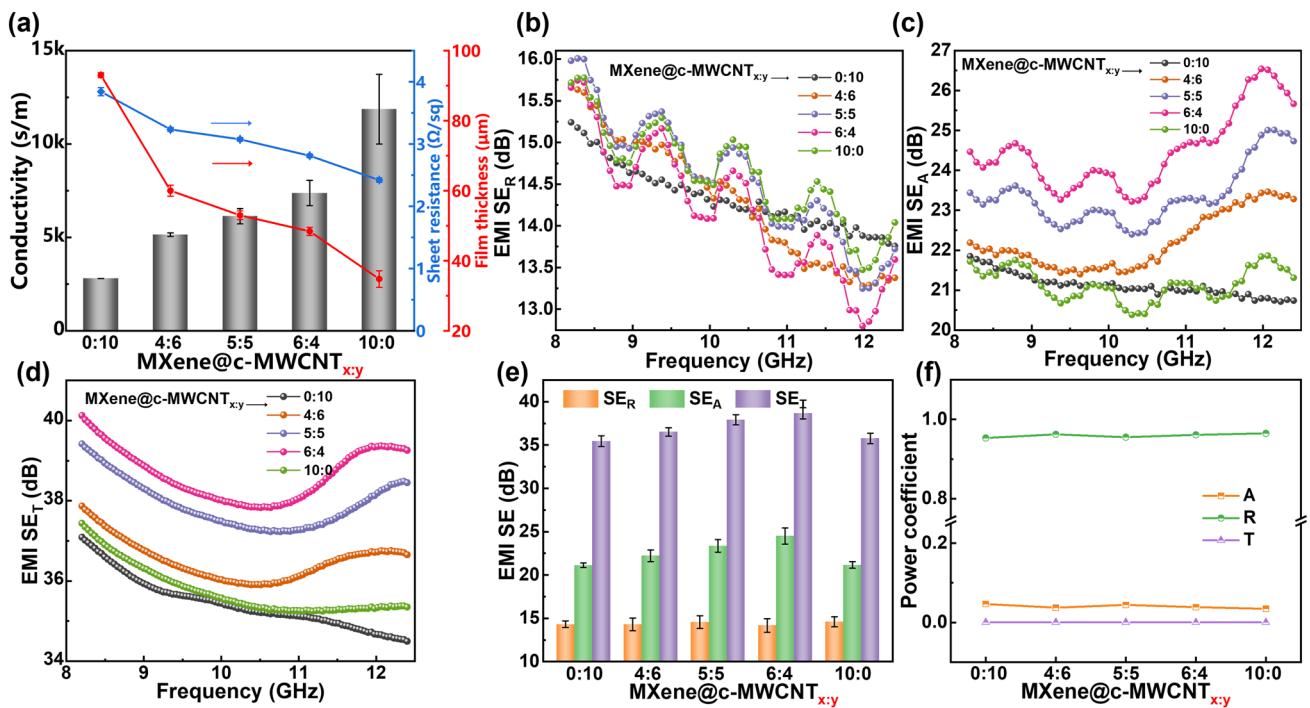 (a)
Conductivity (s/m)
15k
10k
5k
0
0:10 4:6 5:5 6:4 10:0
MXene@c-MWCNTx:y
4
3
2
1
0
Sheet resistance (Ω/sq)
100
80
60
40
20
Film thickness (μm)
(b)
EMI SER (dB)
16.0
15.5
15.0
14.5
14.0
13.5
13.0
MXene@c-MWCNTx:y
0:10
4:6
5:5
6:4
10:0
8 9 10 11 12
Frequency (GHz)
(c)
EMI SEA (dB)
27
26
25
24
23
22
21
20
MXene@c-MWCNTx:y
0:10
4:6
5:5
6:4
10:0
8 9 10 11 12
Frequency (GHz)
(d)
EMI SET (dB)
40
38
36
34
MXene@c-MWCNTx:y
0:10
4:6
5:5
6:4
10:0
8 9 10 11 12
Frequency (GHz)
(e)
EMI SE (dB)
40
35
30
25
20
15
10
SER SEA SE
0:10 4:6 5:5 6:4 10:0
MXene@c-MWCNTx:y
(f)
Power coefficient
1.0
0.8
0.2
0.0
A
R
T
0:10 4:6 5:5 6:4 10:0
MXene@c-MWCNTx:y